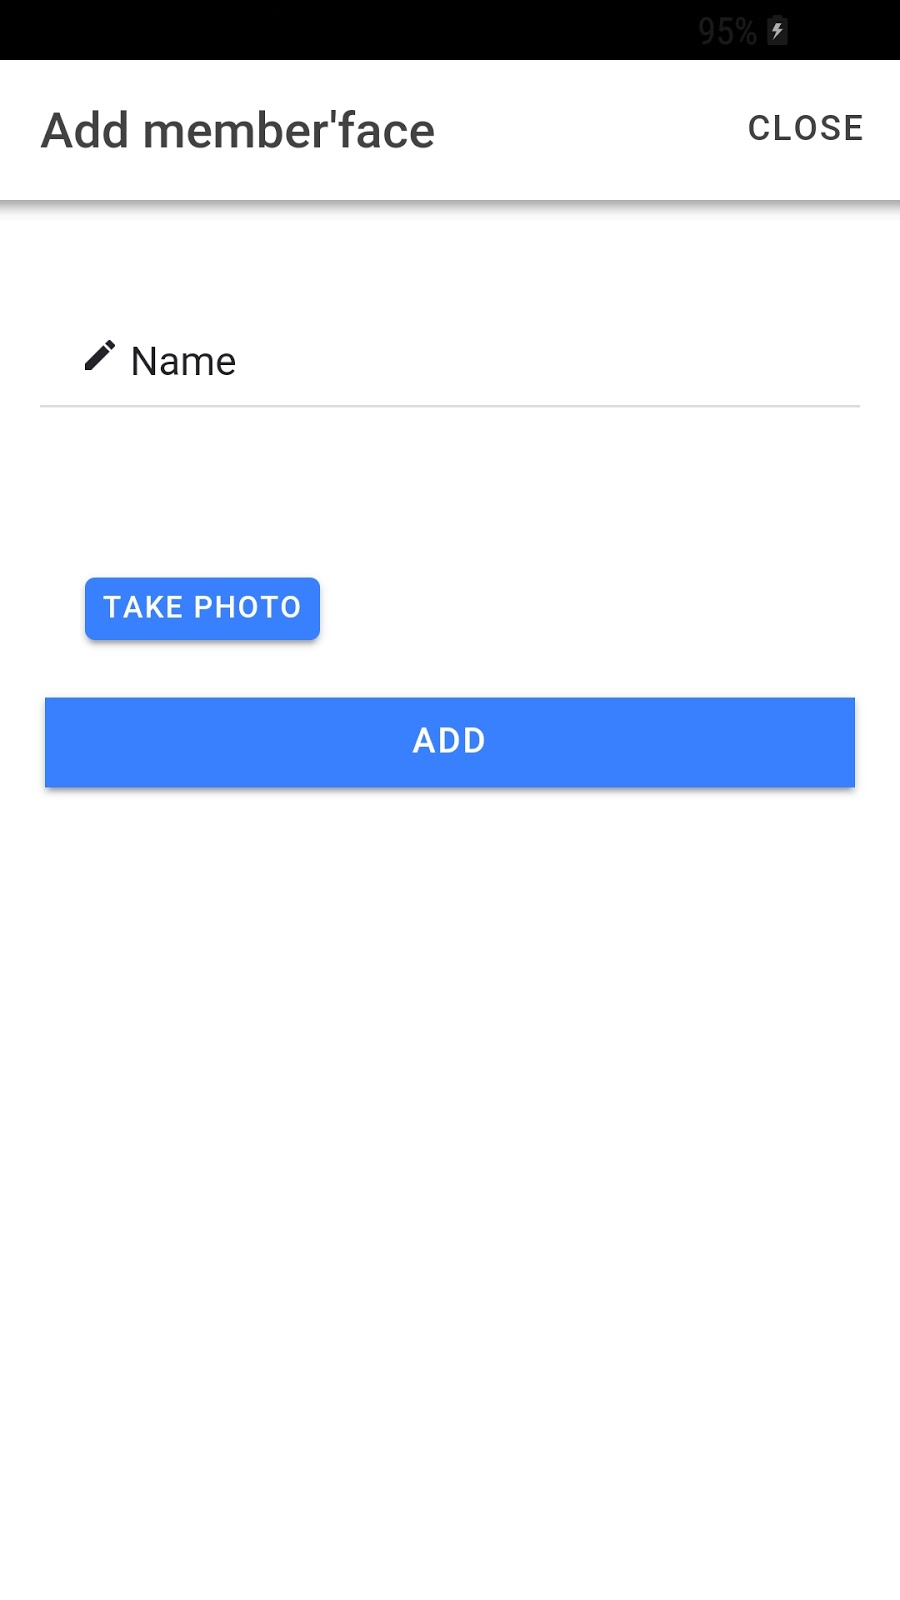 95%
Add member'face
CLOSE
Name
TAKE PHOTO
ADD